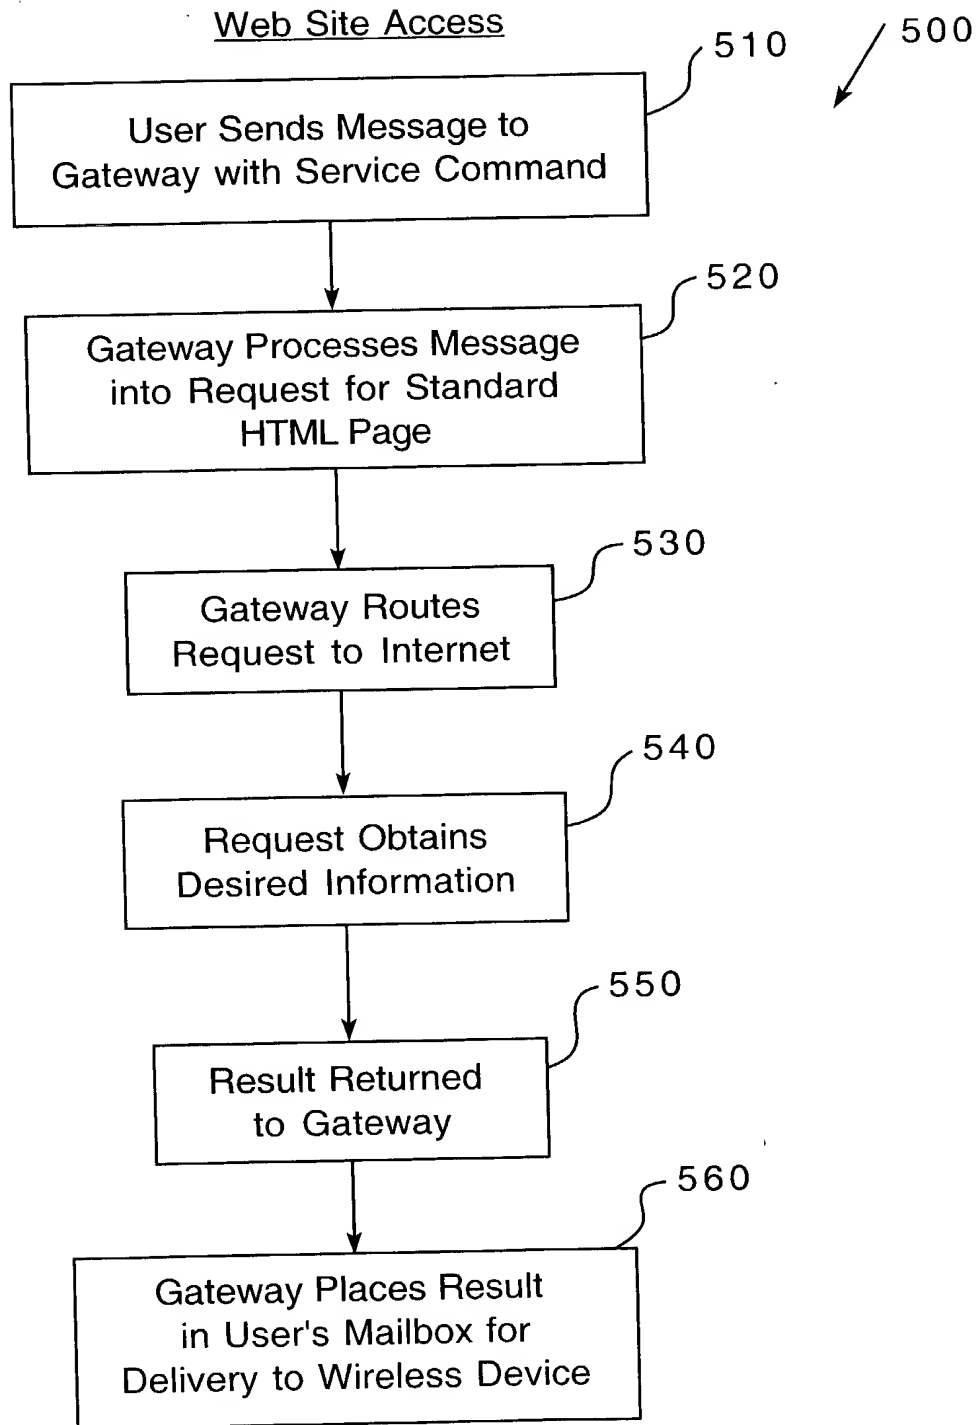 Web Site Access
500
510
User Sends Message to
Gateway with Service Command
520
Gateway Processes Message
into Request for Standard
HTML Page
530
Gateway Routes
Request to Internet
540
Request Obtains
Desired Information
550
Result Returned
to Gateway
560
Gateway Places Result
in User's Mailbox for
Delivery to Wireless Device